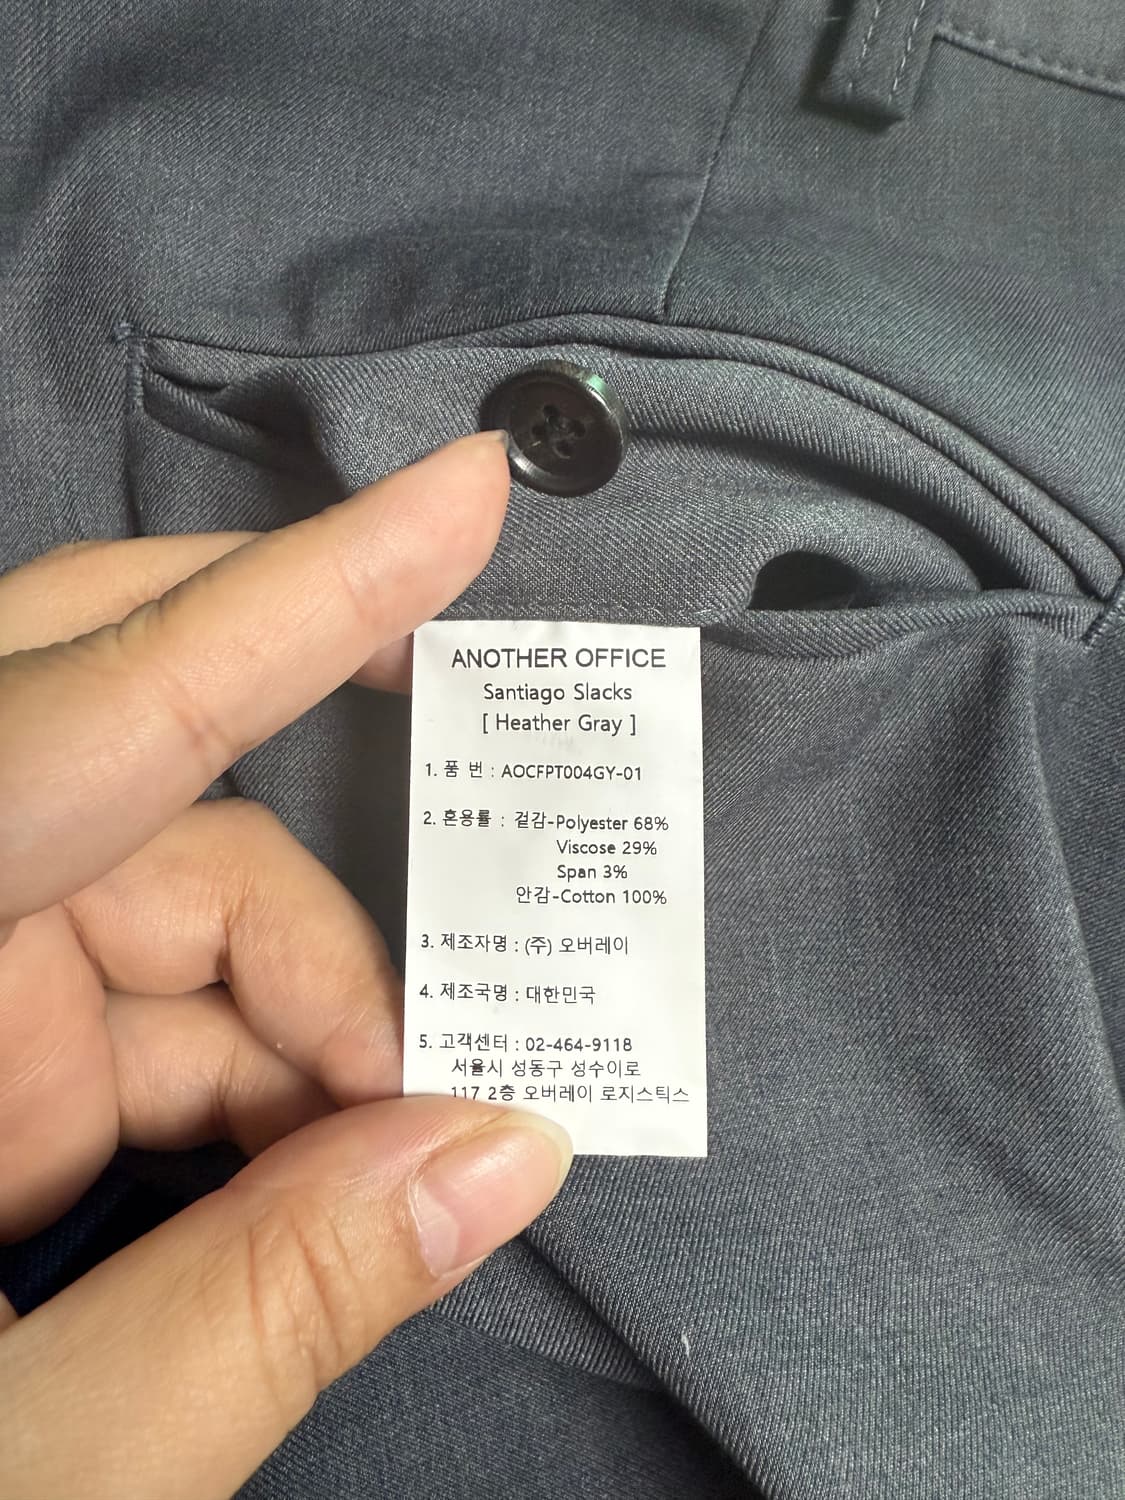 ANOTHER OFFICE
Santiago Slacks
[ Heather Gray ]
1. 품 번 : AOCFPT004GY-01
2. 혼용률 : 겉감-Polyester 68%
Viscose 29%
Span 3%
안감-Cotton 100%
3. 제조자명 : (주) 오버레이
4. 제조국명 : 대한민국
5. 고객센터 : 02-464-9118
서울시 성동구 성수이로
117 2층 오버레이 로지스틱스